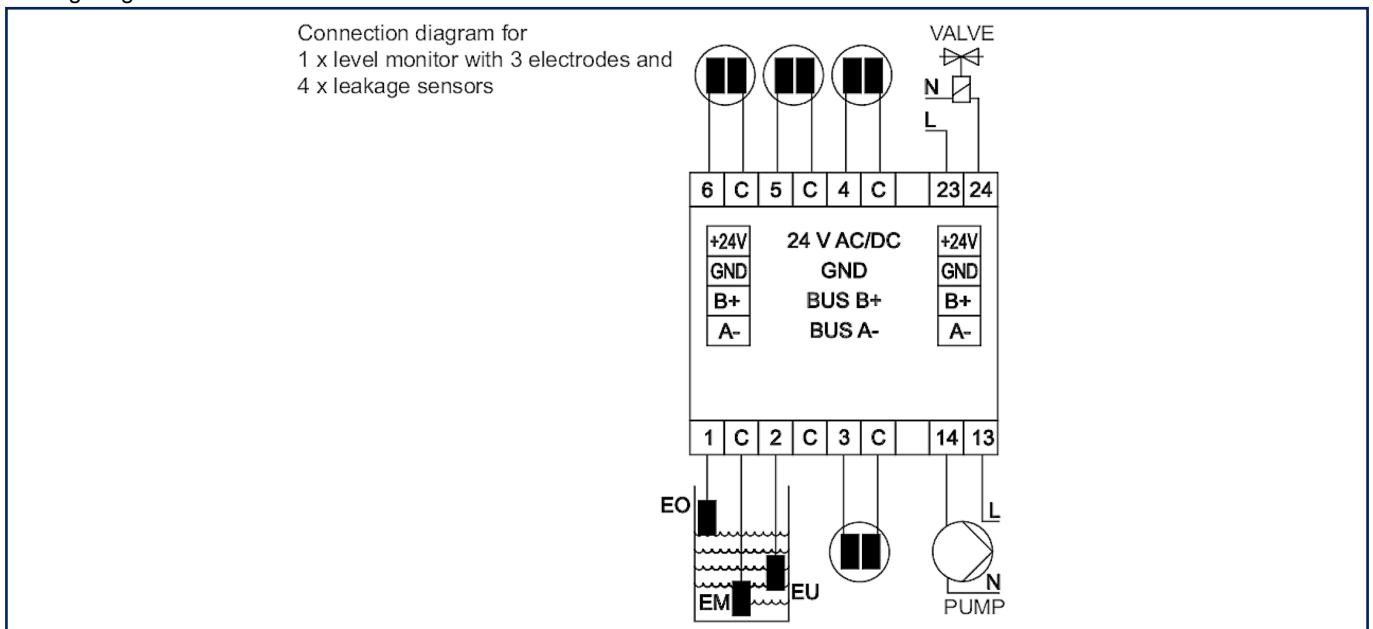 Connection diagram for
1 x level monitor with 3 electrodes and
4 x leakage sensors
VALVE
N
L
6 C 5 C 4 C 23 24
+24V 24 V AC/DC +24V
GND GND GND
B+ BUS B+ B+
A- BUS A- A-
1 C 2 C 3 C 14 13
EO
L
EU
EM
N
PUMP